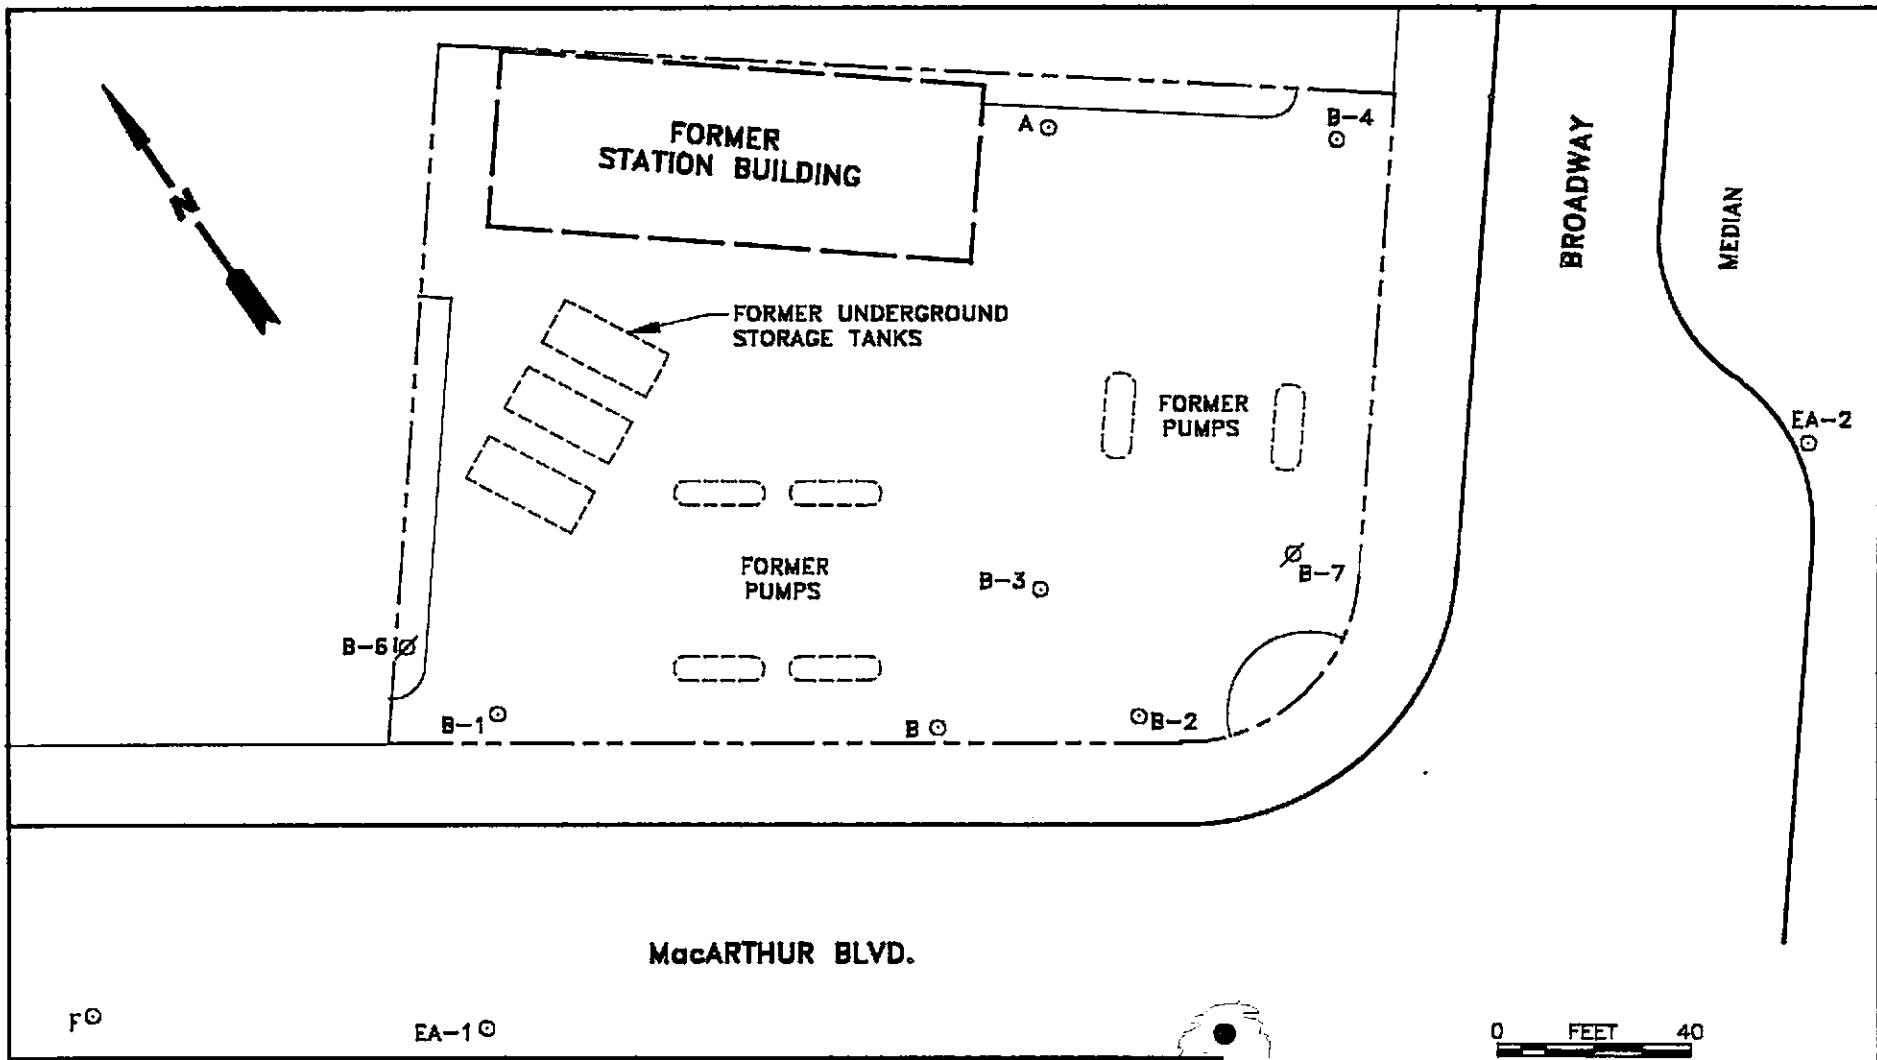 FORMER
STATION BUILDING
A
B-4
BROADWAY
MEDIAN
N
FORMER UNDERGROUND
STORAGE TANKS
FORMER
PUMPS
EA-2
FORMER
PUMPS
B-3
B-7
B-6
B-1
B
B-2
MacARTHUR BLVD.
F
EA-1
0 FEET 40